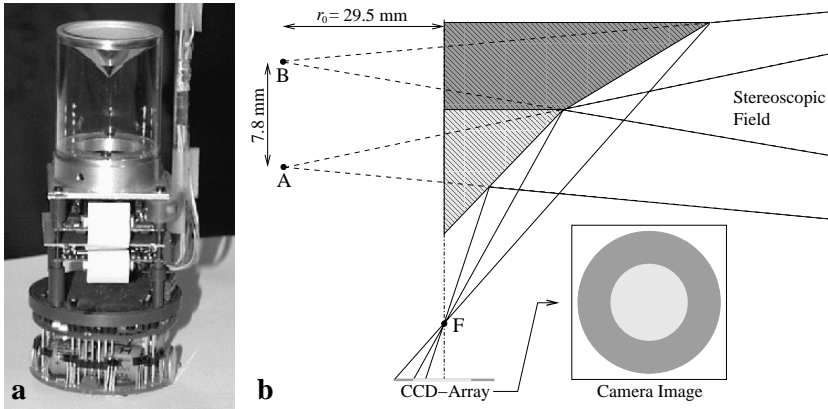 r₀ = 29.5 mm
B
7.8 mm
A
Stereoscopic
Field
F
CCD–Array
Camera Image
a
b